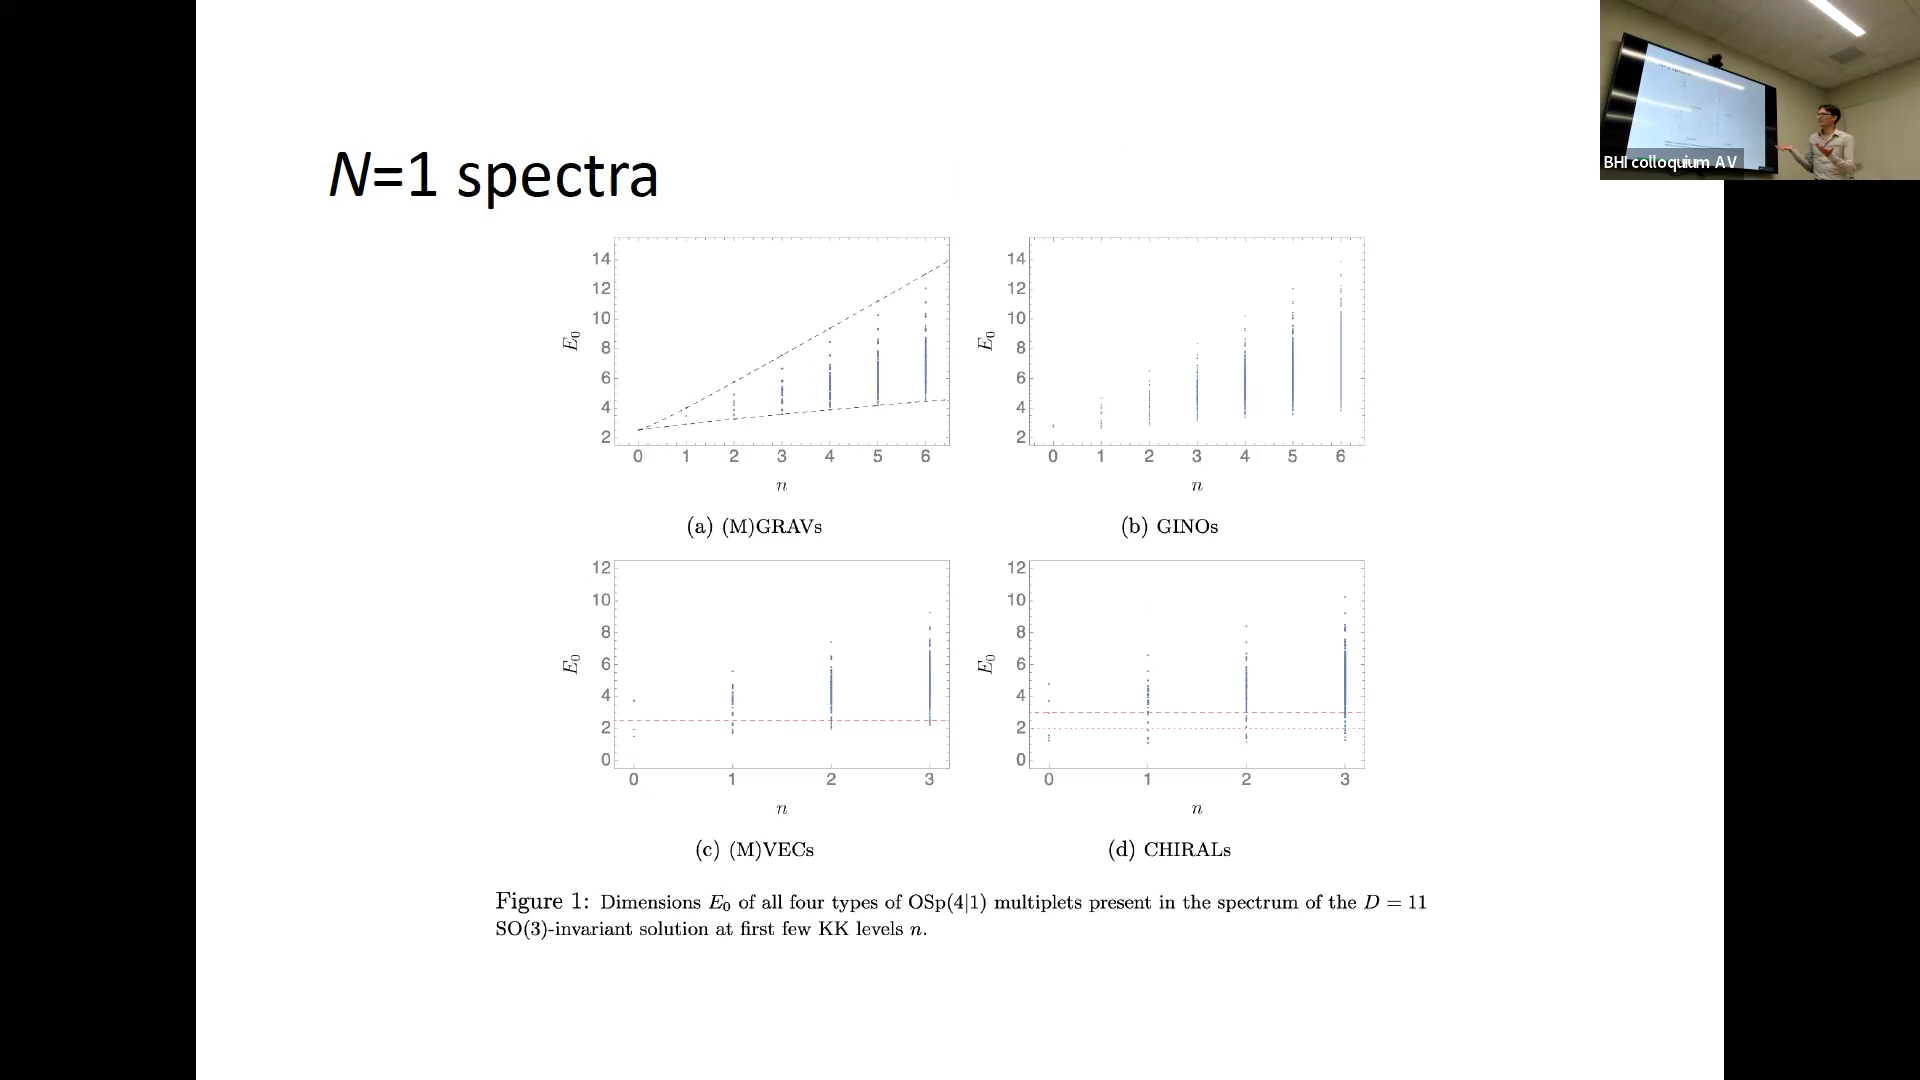 BHI colloquium AV
N=1 spectra
14
12
10
8
6
4
2
E₀
0 1 2 3 4 5 6
n
(a) (M)GRAVs
14
12
10
8
6
4
2
E₀
0 1 2 3 4 5 6
n
(b) GINOs
12
10
8
6
4
2
0
E₀
0 1 2 3
n
(c) (M)VECs
12
10
8
6
4
2
0
E₀
0 1 2 3
n
(d) CHIRALs
Figure 1: Dimensions E₀ of all four types of OSp(4|1) multiplets present in the spectrum of the D = 11
SO(3)-invariant solution at first few KK levels n.